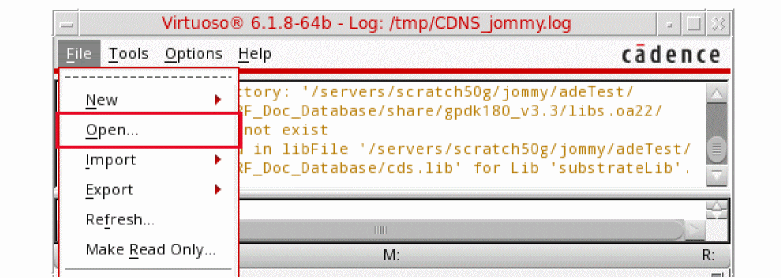 Virtuoso® 6.1.8-64b - Log: /tmp/CDNS_jommy.log
File Tools Options Help
cādence
New
Open...
Import
Export
Refresh...
Make Read Only...
tory: '/servers/scratch50g/jommy/adeTest/
RF_Doc_Database/share/gpdk180_v3.3/libs.oa22/
not exist
in libFile '/servers/scratch50g/jommy/adeTest/
RF_Doc_Database/cds.lib' for Lib 'substrateLib'.
M:
R: